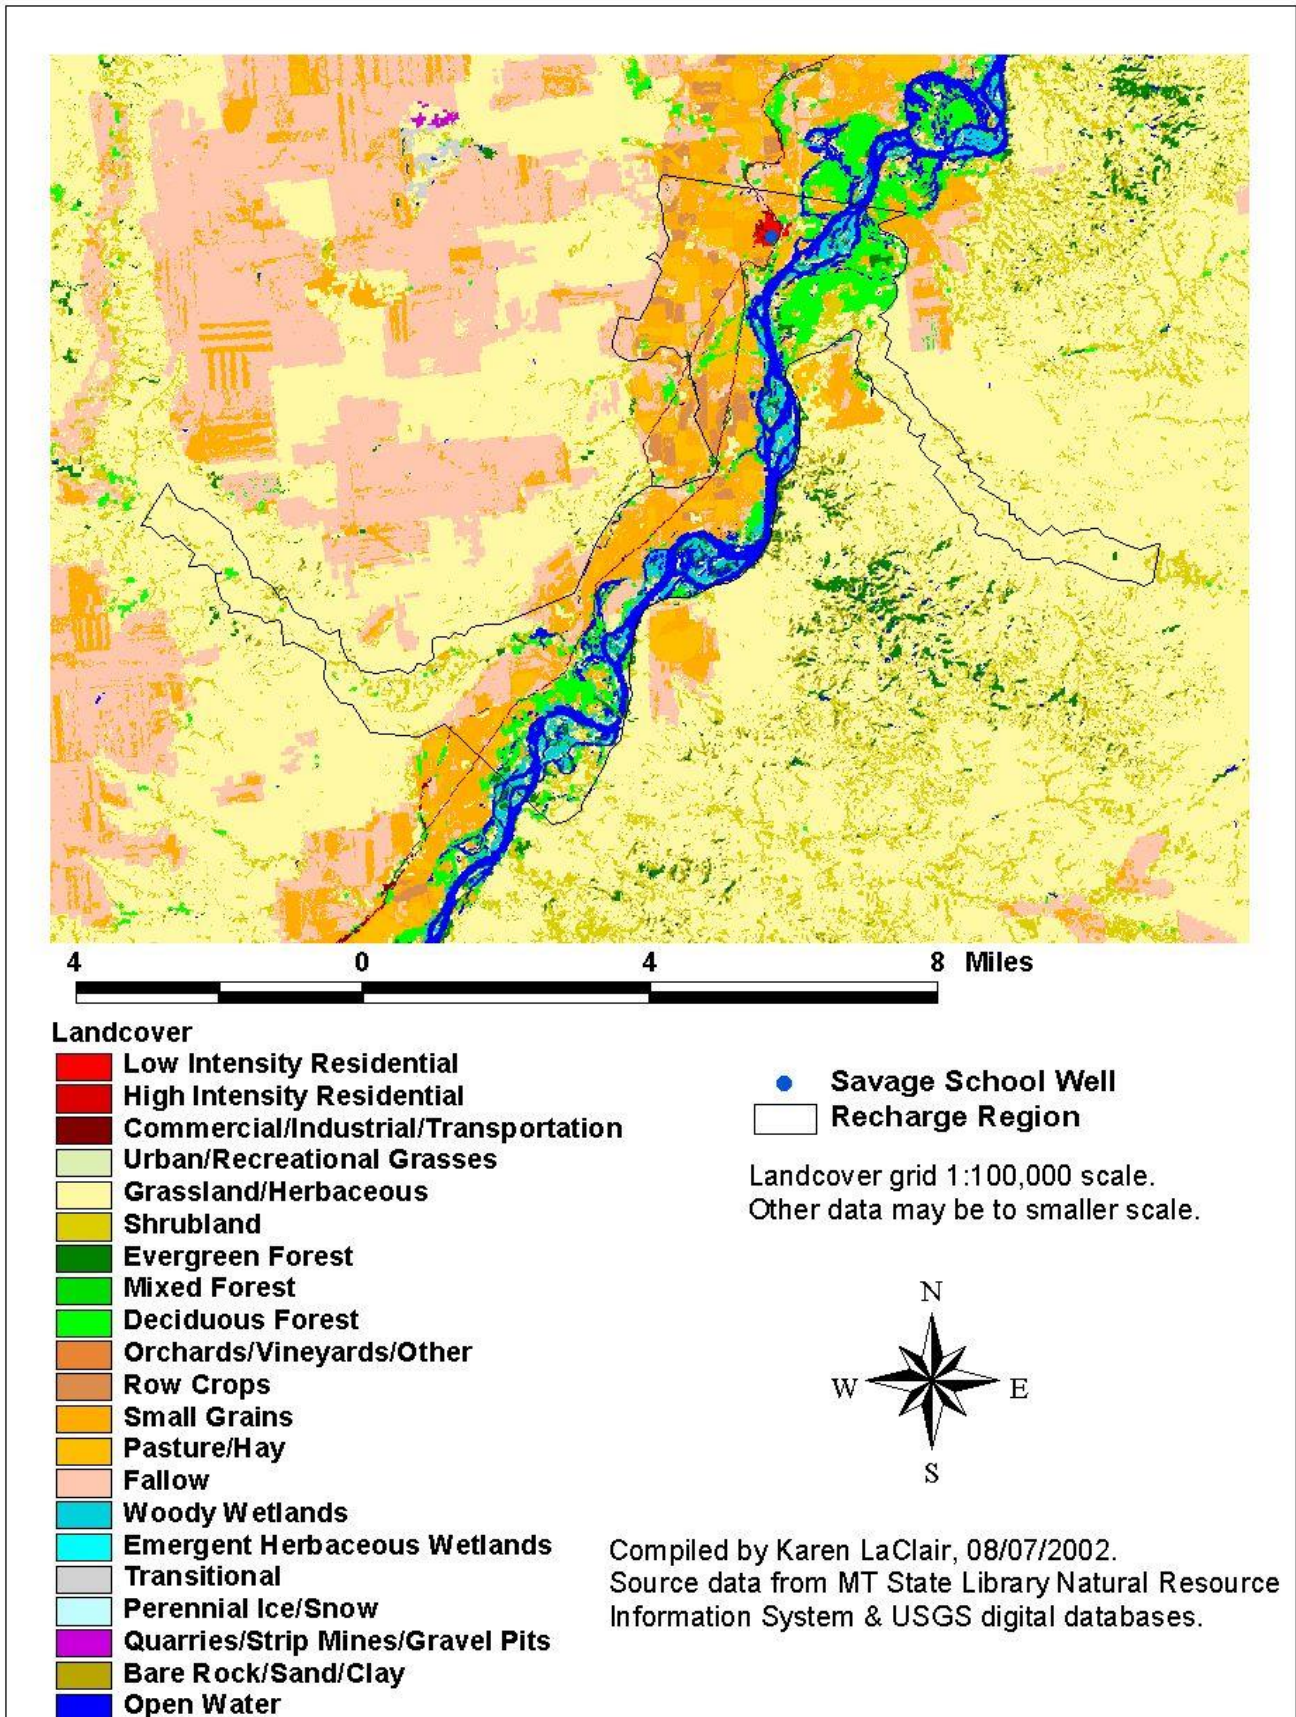 4 0 4 8 Miles
Landcover
Low Intensity Residential
High Intensity Residential
Commercial/Industrial/Transportation
Urban/Recreational Grasses
Grassland/Herbaceous
Shrubland
Evergreen Forest
Mixed Forest
Deciduous Forest
Orchards/Vineyards/Other
Row Crops
Small Grains
Pasture/Hay
Fallow
Woody Wetlands
Emergent Herbaceous Wetlands
Transitional
Perennial Ice/Snow
Quarries/Strip Mines/Gravel Pits
Bare Rock/Sand/Clay
Open Water
Savage School Well
Recharge Region
Landcover grid 1:100,000 scale.
Other data may be to smaller scale.
N
W E
S
Compiled by Karen LaClair, 08/07/2002.
Source data from MT State Library Natural Resource
Information System & USGS digital databases.